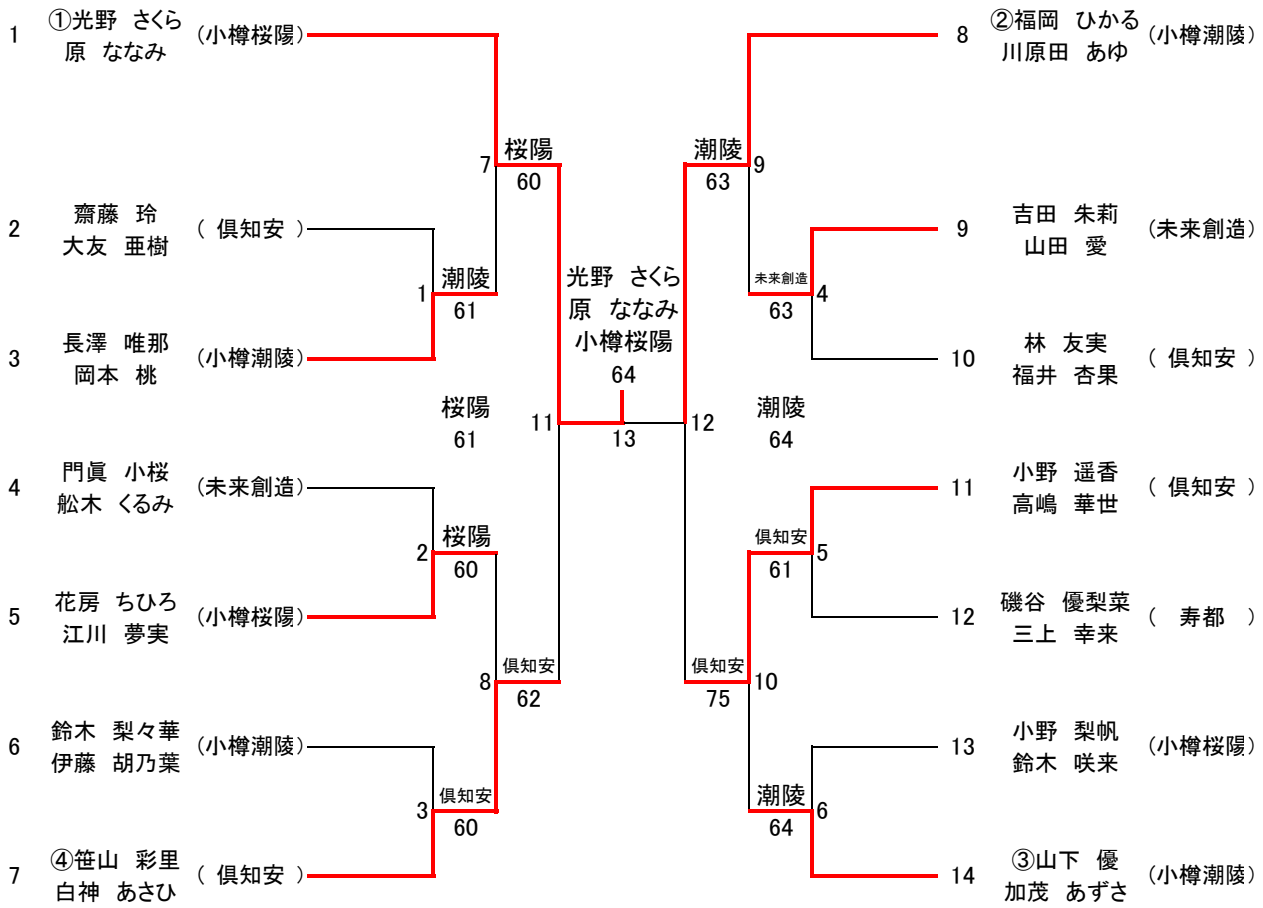 1 ①光野 さくら (小樽桜陽)
原 ななみ
2 齋藤 玲 ( 倶知安 )
大友 亜樹
3 長澤 唯那 (小樽潮陵)
岡本 桃
4 門眞 小桜 (未来創造)
舩木 くるみ
5 花房 ちひろ (小樽桜陽)
江川 夢実
6 鈴木 梨々華 (小樽潮陵)
伊藤 胡乃葉
7 ④笹山 彩里 ( 倶知安 )
白神 あさひ
1 潮陵
61
2 桜陽
60
3 倶知安
60
7 桜陽
60
8 倶知安
62
桜陽
61
11
光野 さくら
原 ななみ
小樽桜陽
64
13
12
潮陵
64
潮陵 9
63
倶知安 10
75
未来創造 4
63
倶知安 5
61
潮陵 6
64
8 ②福岡 ひかる (小樽潮陵)
川原田 あゆ
9 吉田 朱莉 (未来創造)
山田 愛
10 林 友実 ( 倶知安 )
福井 杏果
11 小野 遥香 ( 倶知安 )
高嶋 華世
12 磯谷 優梨菜 ( 寿都 )
三上 幸来
13 小野 梨帆 (小樽桜陽)
鈴木 咲来
14 ③山下 優 (小樽潮陵)
加茂 あずさ